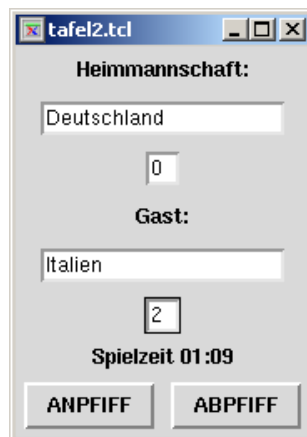 tafel2.tcl
Heimmannschaft:
Deutschland
0
Gast:
Italien
2
Spielzeit 01:09
ANPFIFF ABPFIFF